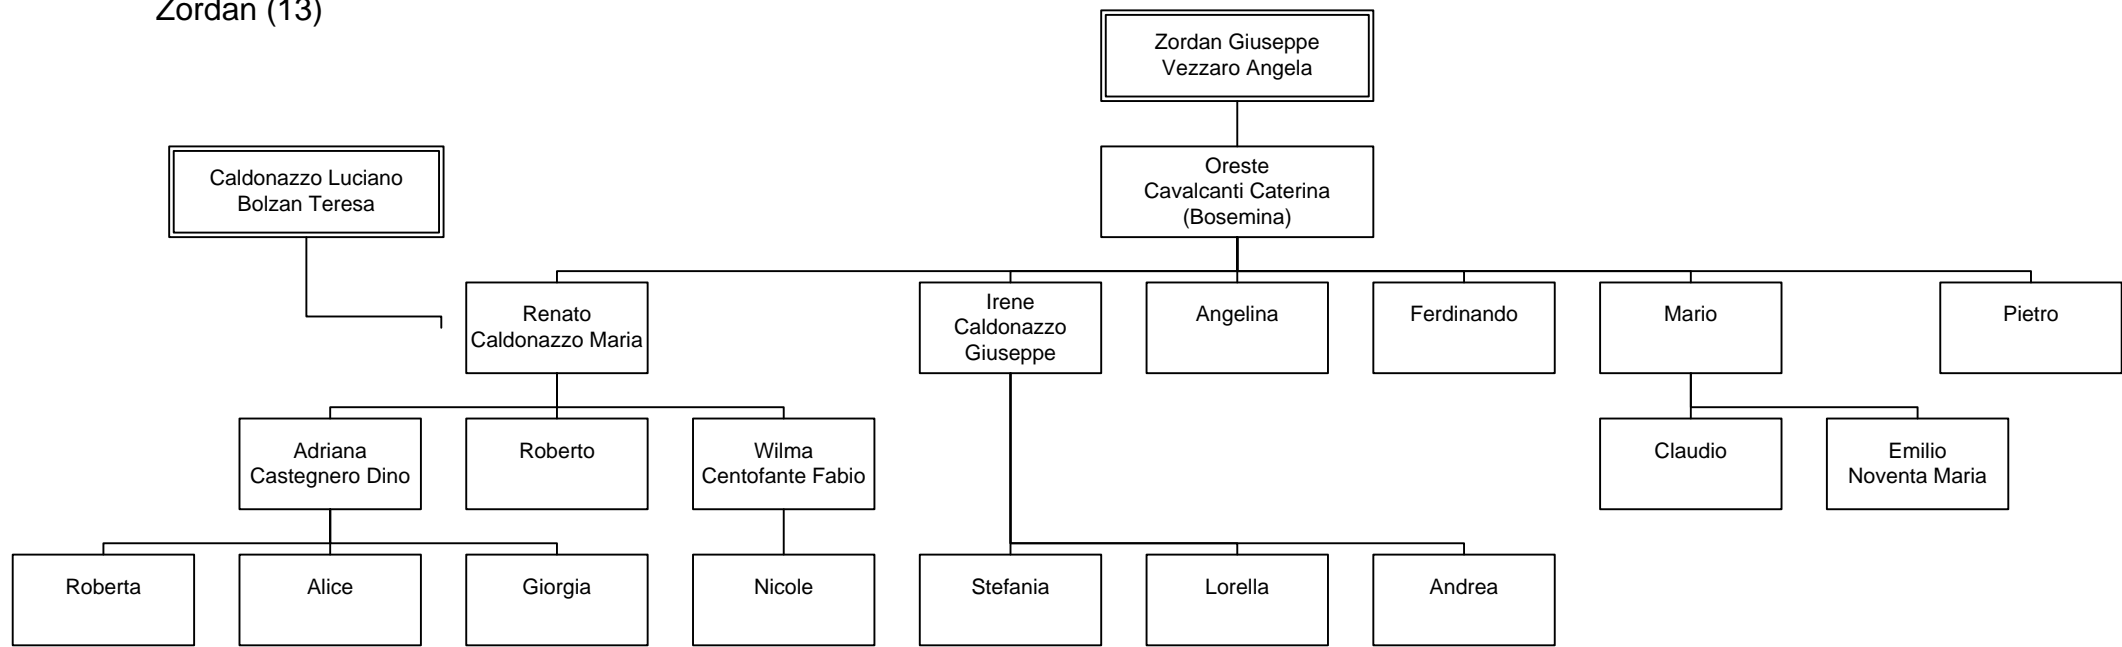 Zordan (13)
Zordan Giuseppe
Vezzaro Angela
Caldonazzo Luciano
Bolzan Teresa
Oreste
Cavalcanti Caterina
(Bosemina)
Renato
Caldonazzo Maria
Irene
Caldonazzo
Giuseppe
Angelina
Ferdinando
Mario
Pietro
Adriana
Castegnero Dino
Roberto
Wilma
Centofante Fabio
Claudio
Emilio
Noventa Maria
Roberta
Alice
Giorgia
Nicole
Stefania
Lorella
Andrea